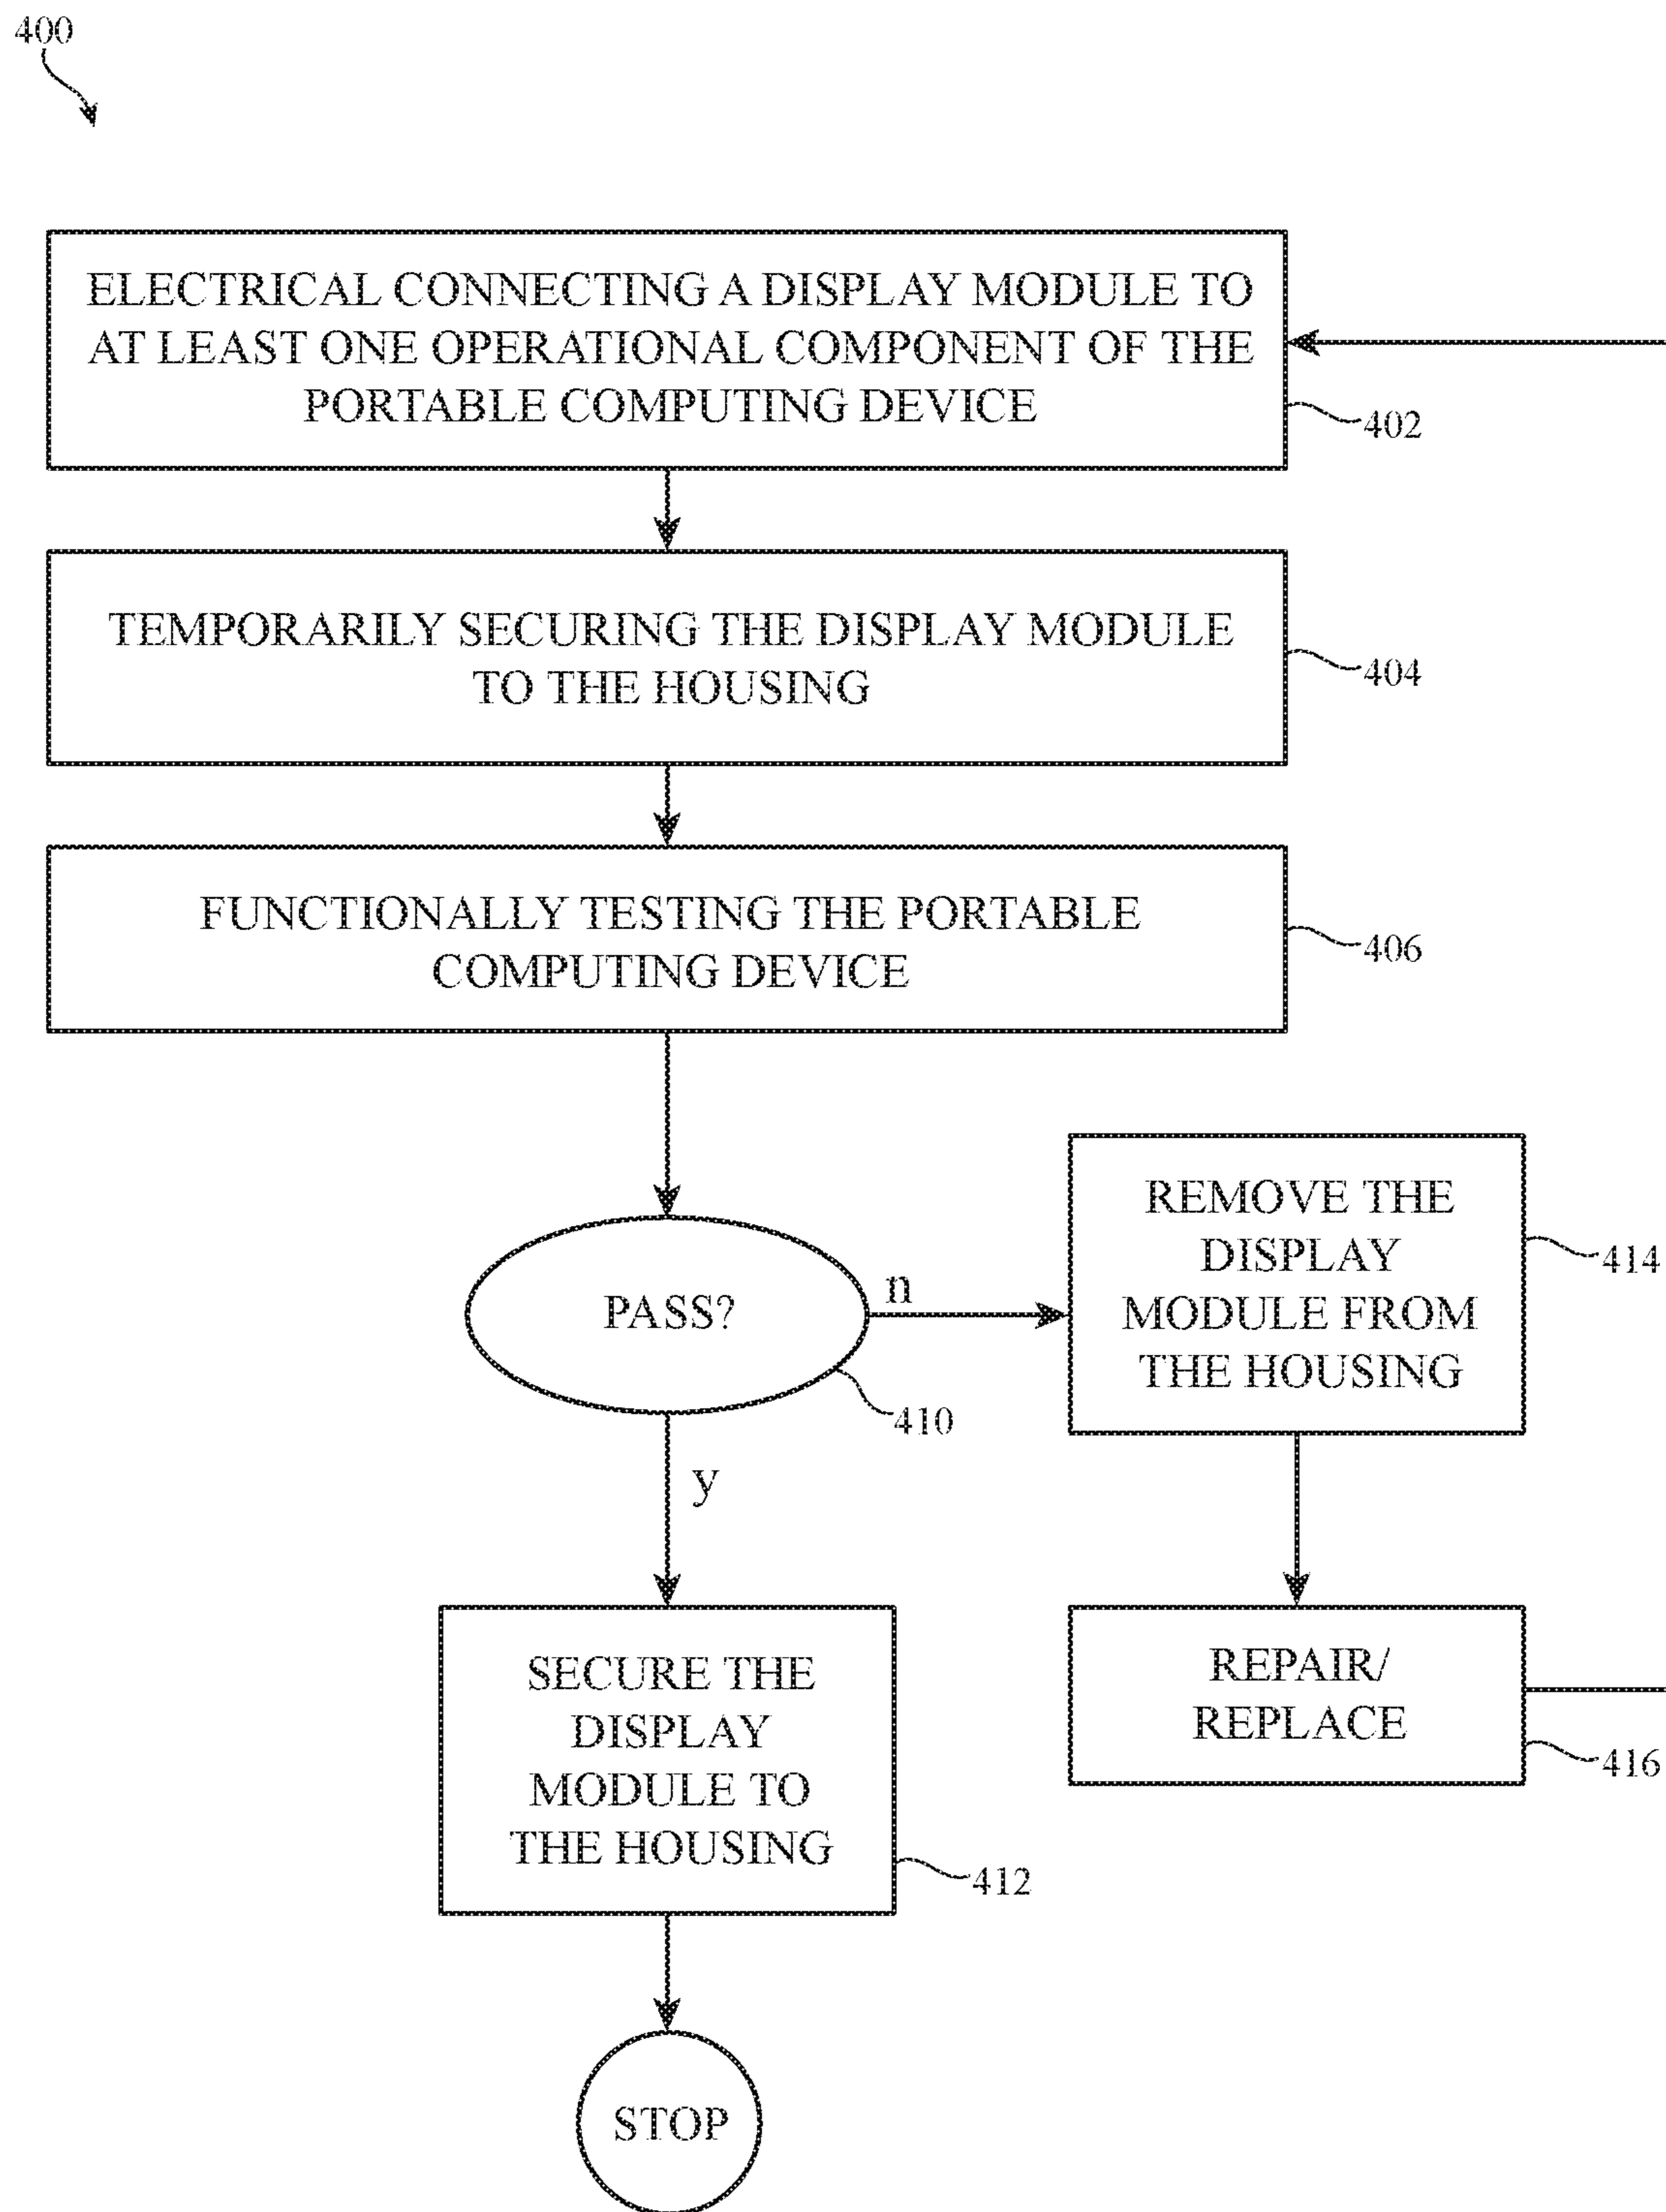 400
ELECTRICAL CONNECTING A DISPLAY MODULE TO
AT LEAST ONE OPERATIONAL COMPONENT OF THE
PORTABLE COMPUTING DEVICE
402
TEMPORARILY SECURING THE DISPLAY MODULE
TO THE HOUSING
404
FUNCTIONALLY TESTING THE PORTABLE
COMPUTING DEVICE
406
PASS?
410
n
REMOVE THE
DISPLAY
MODULE FROM
THE HOUSING
414
y
SECURE THE
DISPLAY
MODULE TO
THE HOUSING
412
REPAIR/
REPLACE
416
STOP